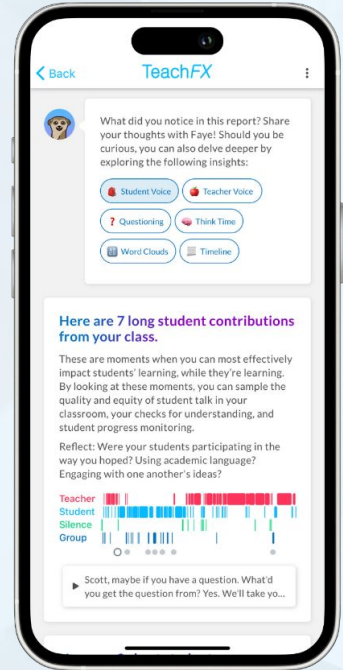 Back
TeachFX
What did you notice in this report? Share
your thoughts with Faye! Should you be
curious, you can also delve deeper by
exploring the following insights:
Student Voice
Teacher Voice
Questioning
Think Time
Word Clouds
Timeline
Here are 7 long student contributions
from your class.
These are moments when you can most effectively
impact students' learning, while they're learning.
By looking at these moments, you can sample the
quality and equity of student talk in your
classroom, your checks for understanding, and
student progress monitoring.
Reflect: Were your students participating in the
way you hoped? Using academic language?
Engaging with one another's ideas?
Teacher
Student
Silence
Group
Scott, maybe if you have a question. What'd
you get the question from? Yes. We'll take yo...